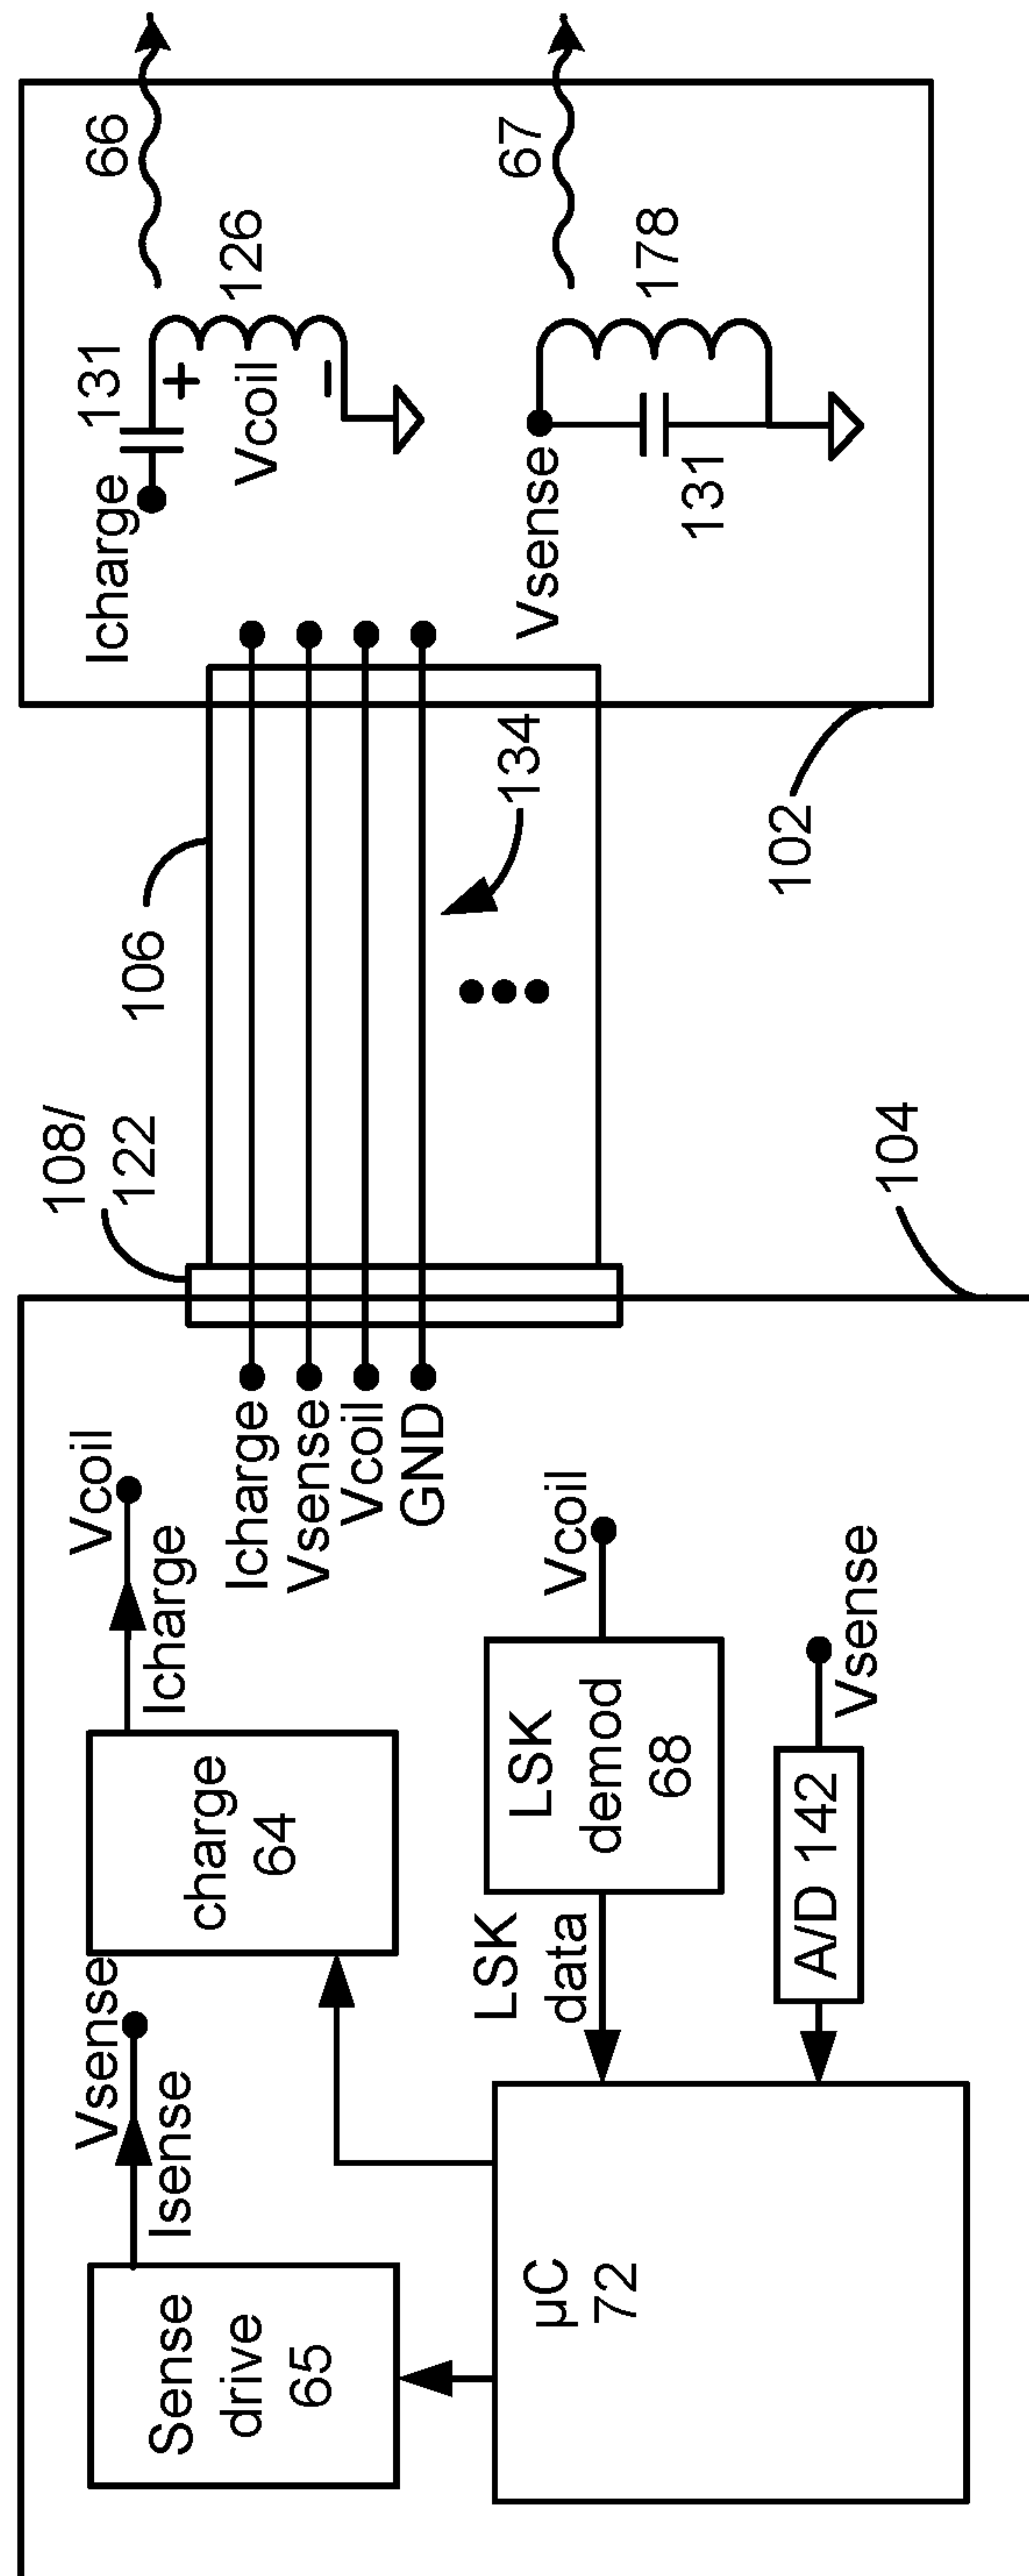 Sense
drive
65
Vsense
Isense
charge
64
Vcoil
Icharge
µC
72
LSK
data
LSK
demod
68
Vcoil
A/D 142
Vsense
Icharge
Vsense
Vcoil
GND
108/
122
106
134
104
102
Icharge
131
+
Vcoil
–
126
66
Vsense
131
178
67